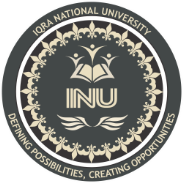 IQRA NATIONAL UNIVERSITY
INU
DEFINING POSSIBILITIES, CREATING OPPORTUNITIES